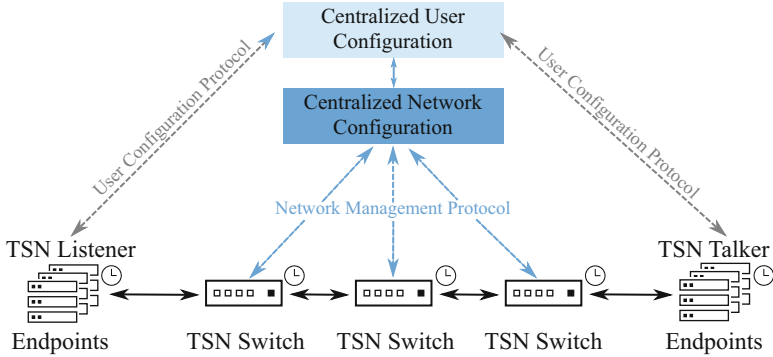 Centralized User
Configuration
Centralized Network
Configuration
User Configuration Protocol
User Configuration Protocol
Network Management Protocol
TSN Listener
TSN Talker
Endpoints
TSN Switch
TSN Switch
TSN Switch
Endpoints